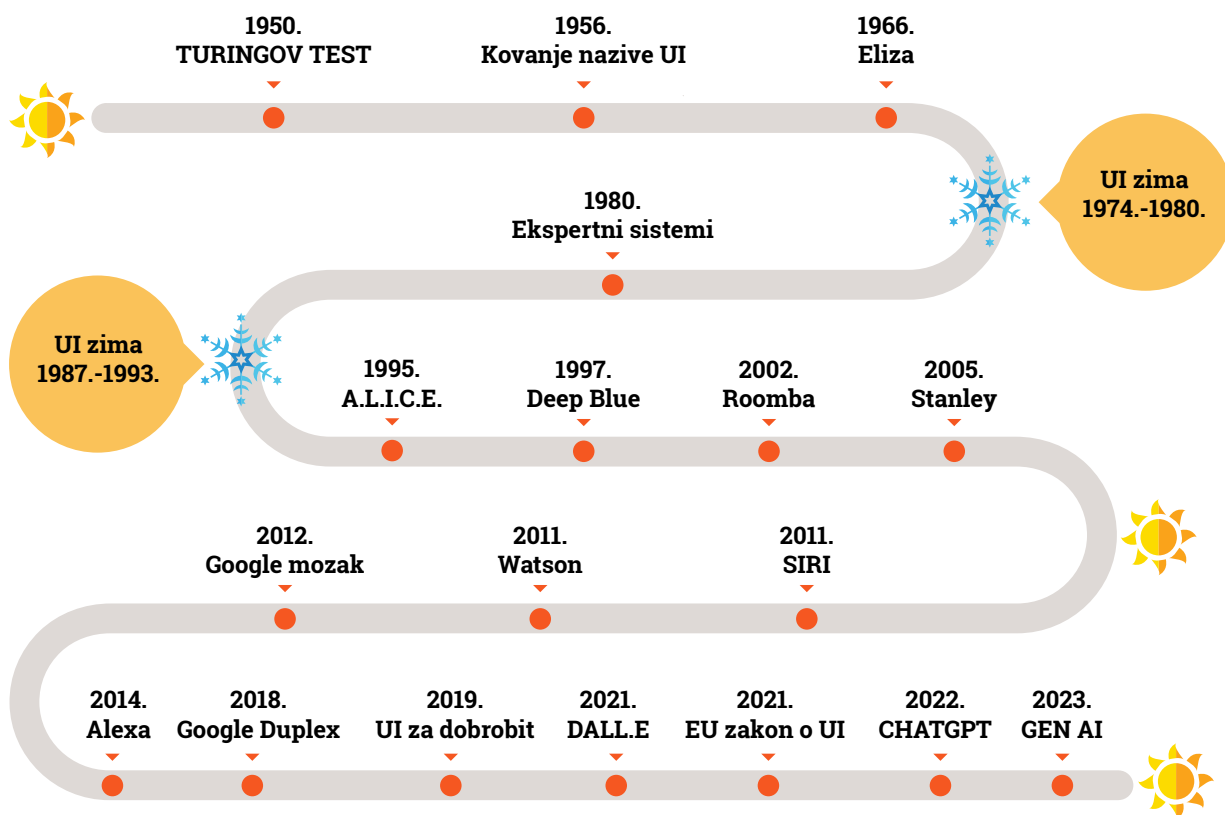 1950.
TURINGOV TEST
1956.
Kovanje nazive UI
1966.
Eliza
UI zima
1974.-1980.
1980.
Ekspertni sistemi
UI zima
1987.-1993.
1995.
A.L.I.C.E.
1997.
Deep Blue
2002.
Roomba
2005.
Stanley
2012.
Google mozak
2011.
Watson
2011.
SIRI
2014.
Alexa
2018.
Google Duplex
2019.
UI za dobrobit
2021.
DALL.E
2021.
EU zakon o UI
2022.
CHATGPT
2023.
GEN AI